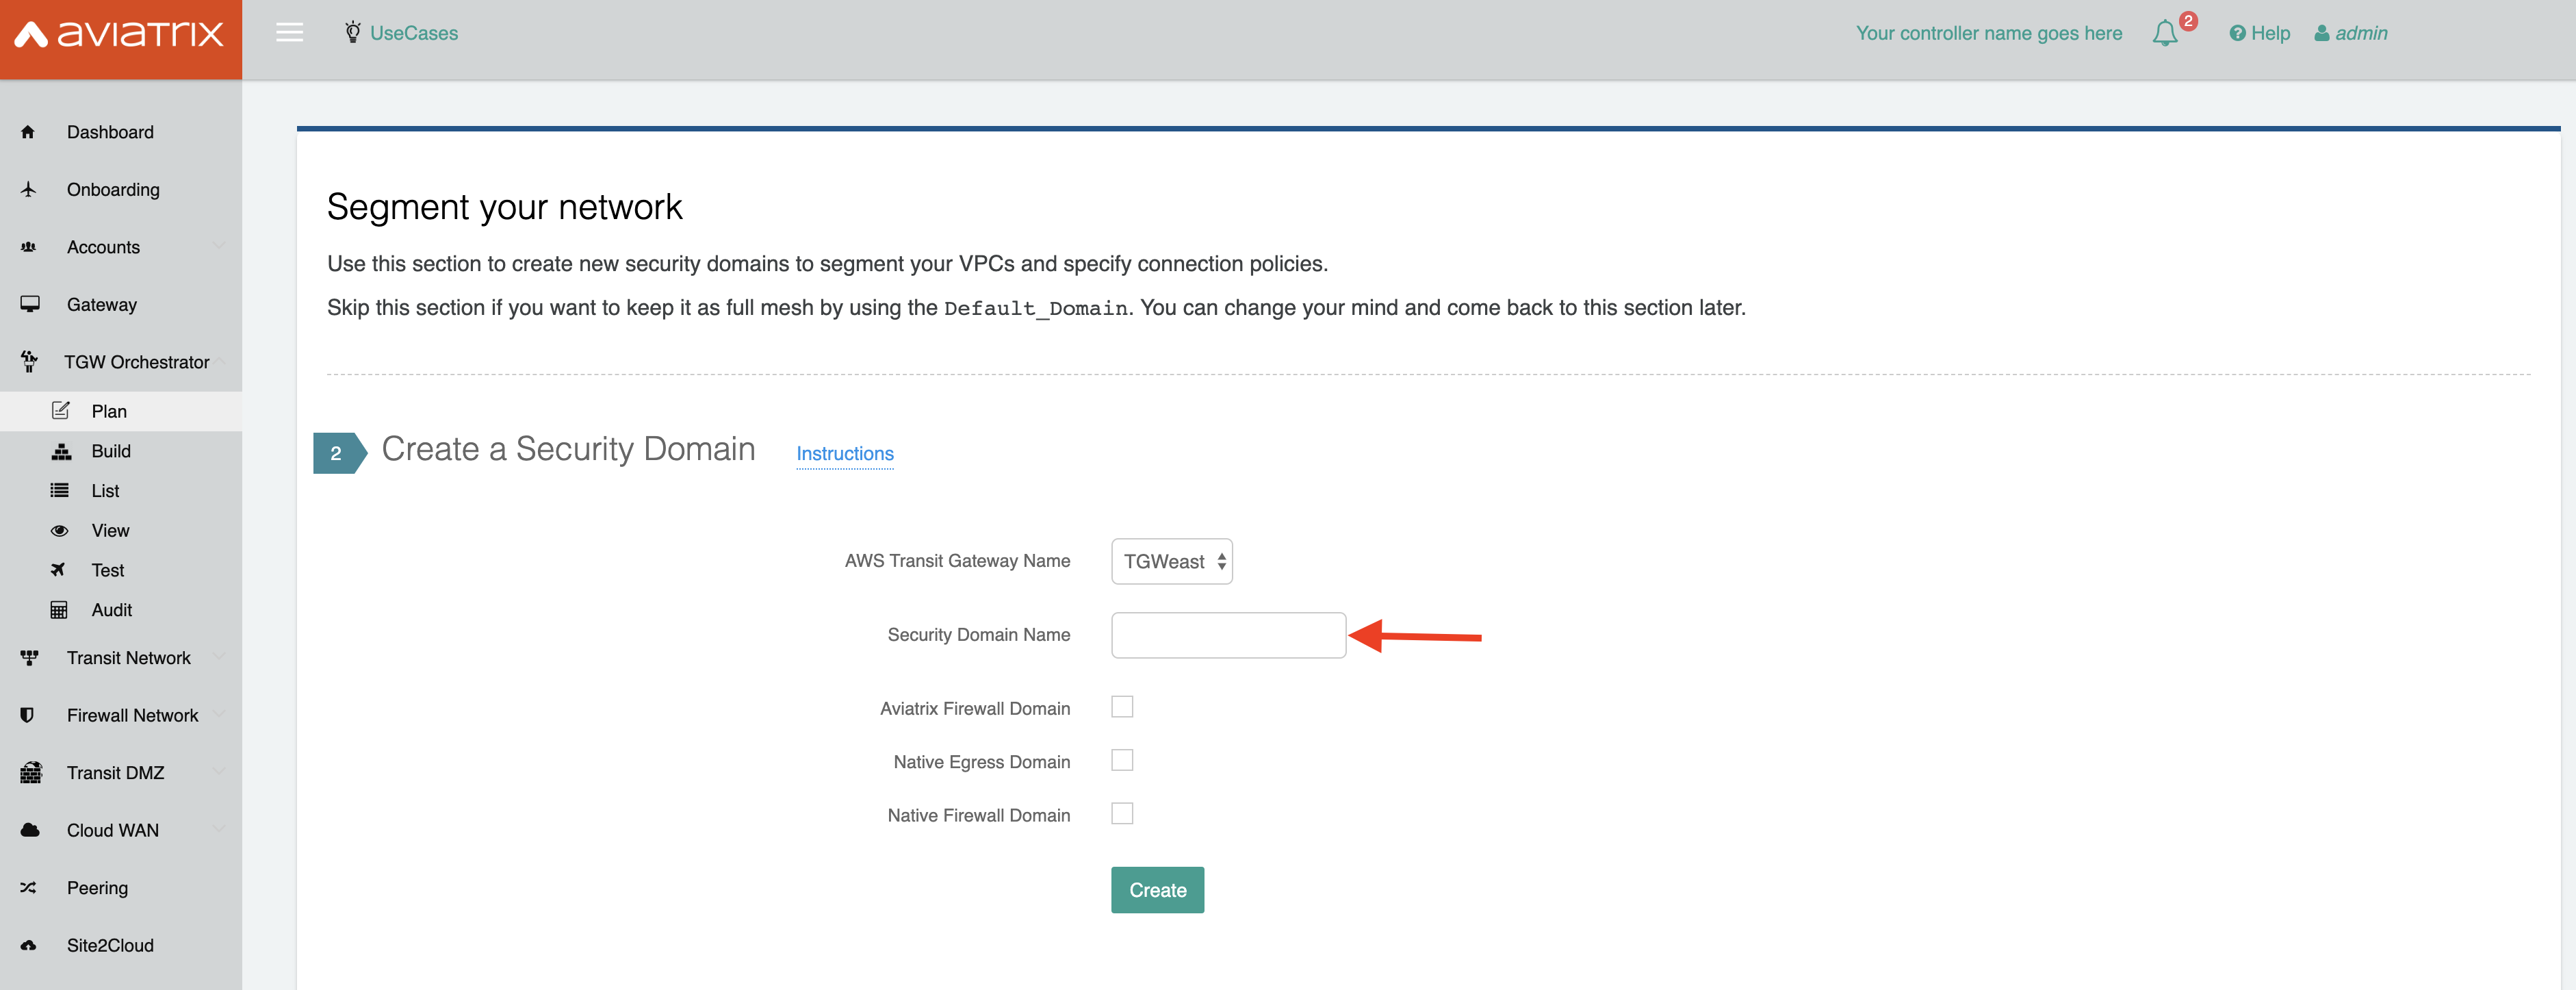 aviatrix
UseCases
Your controller name goes here
2
Help
admin
Dashboard
Onboarding
Accounts
Gateway
TGW Orchestrator
Plan
Build
List
View
Test
Audit
Transit Network
Firewall Network
Transit DMZ
Cloud WAN
Peering
Site2Cloud
Segment your network
Use this section to create new security domains to segment your VPCs and specify connection policies.
Skip this section if you want to keep it as full mesh by using the Default_Domain. You can change your mind and come back to this section later.
2
Create a Security Domain
Instructions
AWS Transit Gateway Name
TGWeast
Security Domain Name
Aviatrix Firewall Domain
Native Egress Domain
Native Firewall Domain
Create